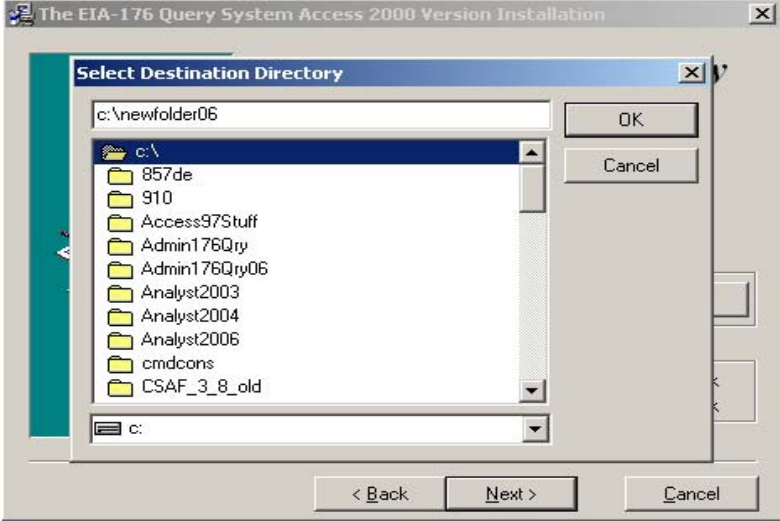 The EIA-176 Query System Access 2000 Version Installation
Select Destination Directory
c:\newfolder06
OK
Cancel
c:\
857de
910
Access97Stuff
Admin176Qry
Admin176Qry06
Analyst2003
Analyst2004
Analyst2006
cmdcons
CSAF_3_8_old
c:
< Back
Next >
Cancel